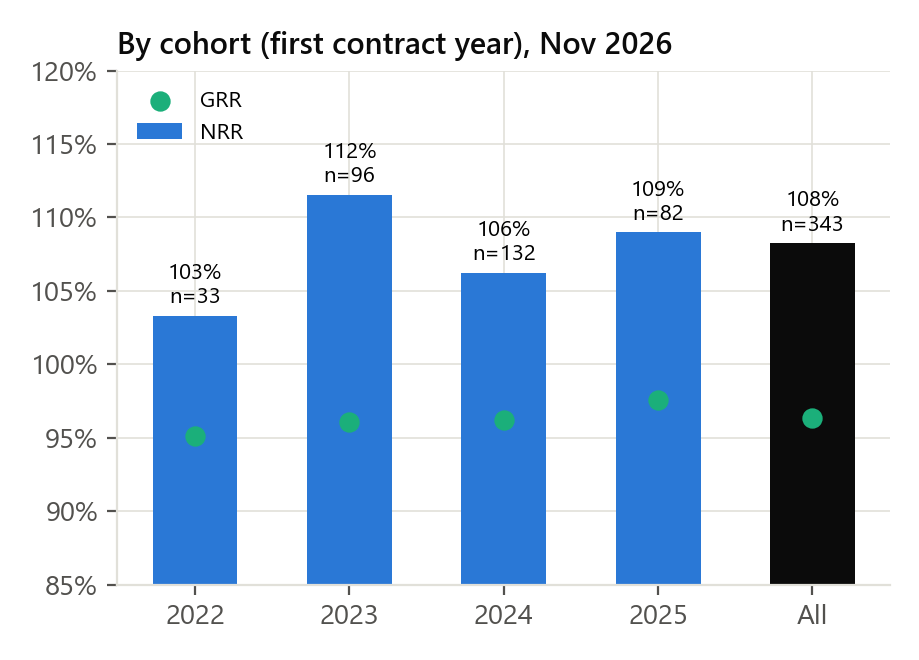 By cohort (first contract year), Nov 2026
120%
115%
110%
105%
100%
95%
90%
85%
GRR
NRR
103%
n=33
112%
n=96
106%
n=132
109%
n=82
108%
n=343
2022
2023
2024
2025
All